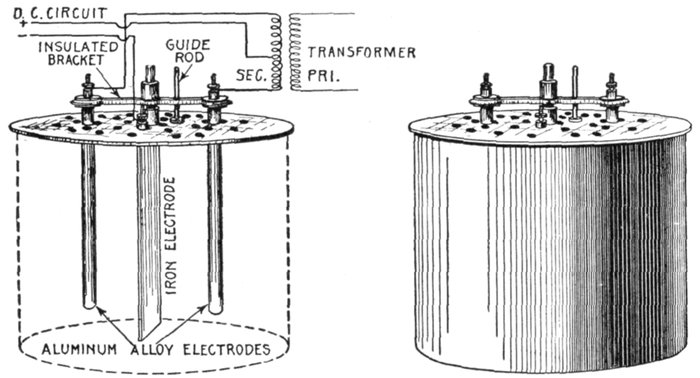 D. C. CIRCUIT
+
−
INSULATED
BRACKET
GUIDE
ROD
SEC.
TRANSFORMER
PRI.
IRON ELECTRODE
ALUMINUM ALLOY ELECTRODES